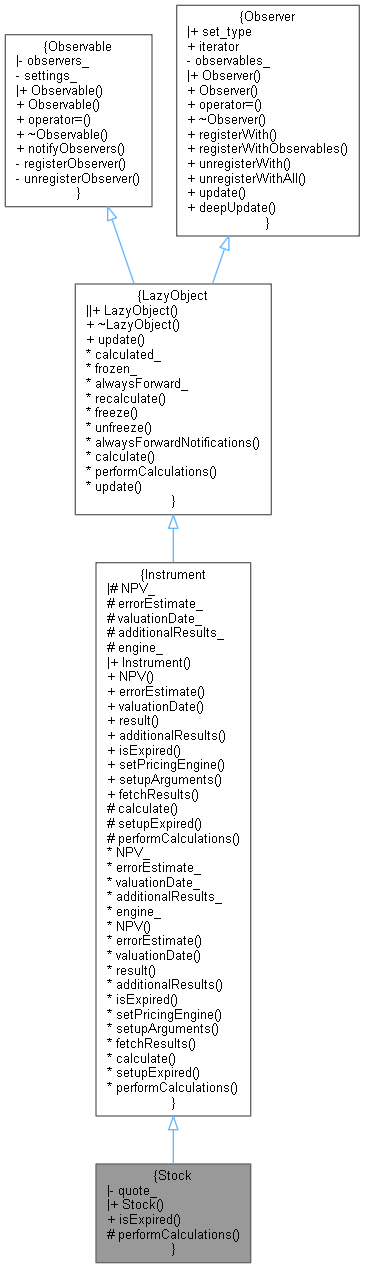 {Observable
|- observers_
- settings_
|+ Observable()
+ Observable()
+ operator=()
+ ~Observable()
+ notifyObservers()
- registerObserver()
- unregisterObserver()
}
{Observer
|+ set_type
+ iterator
- observables_
|+ Observer()
+ Observer()
+ operator=()
+ ~Observer()
+ registerWith()
+ registerWithObservables()
+ unregisterWith()
+ unregisterWithAll()
+ update()
+ deepUpdate()
}
{LazyObject
||+ LazyObject()
+ ~LazyObject()
+ update()
* calculated_
* frozen_
* alwaysForward_
* recalculate()
* freeze()
* unfreeze()
* alwaysForwardNotifications()
* calculate()
* performCalculations()
* update()
}
{Instrument
|# NPV_
# errorEstimate_
# valuationDate_
# additionalResults_
# engine_
|+ Instrument()
+ NPV()
+ errorEstimate()
+ valuationDate()
+ result()
+ additionalResults()
+ isExpired()
+ setPricingEngine()
+ setupArguments()
+ fetchResults()
# calculate()
# setupExpired()
# performCalculations()
* NPV_
* errorEstimate_
* valuationDate_
* additionalResults_
* engine_
* NPV()
* errorEstimate()
* valuationDate()
* result()
* additionalResults()
* isExpired()
* setPricingEngine()
* setupArguments()
* fetchResults()
* calculate()
* setupExpired()
* performCalculations()
}
{Stock
|- quote_
|+ Stock()
+ isExpired()
# performCalculations()
}